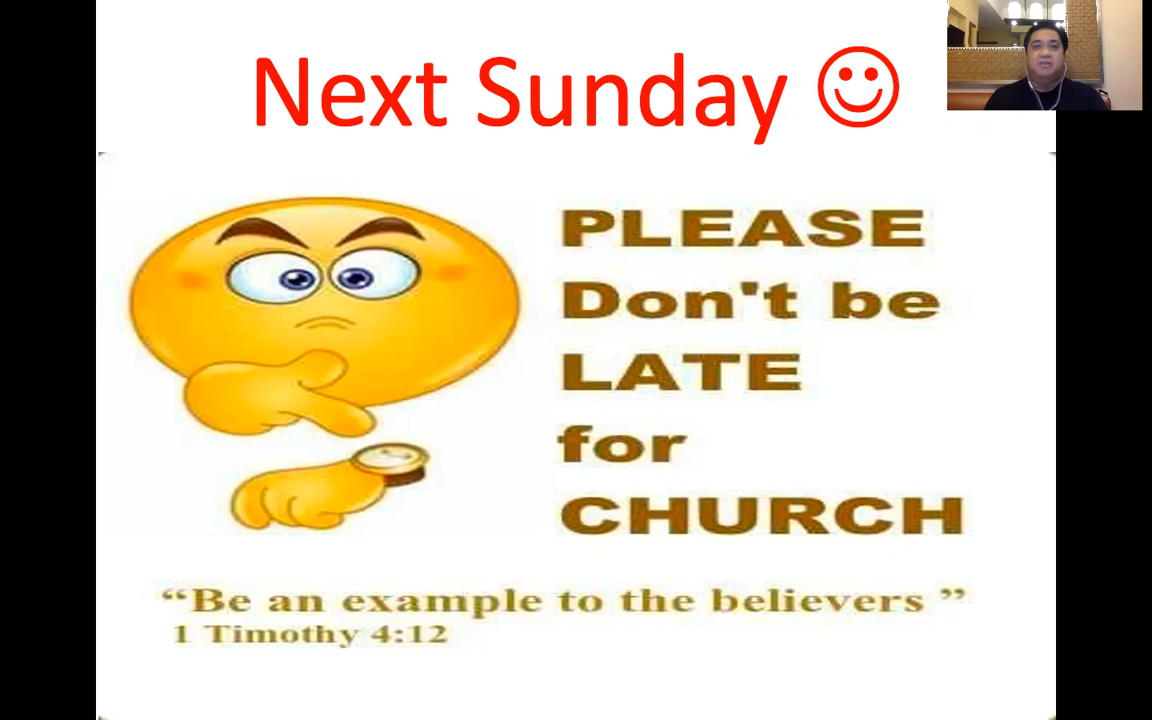 Next Sunday ☺
PLEASE
Don't be
LATE
for
CHURCH
“Be an example to the believers ”
1 Timothy 4:12